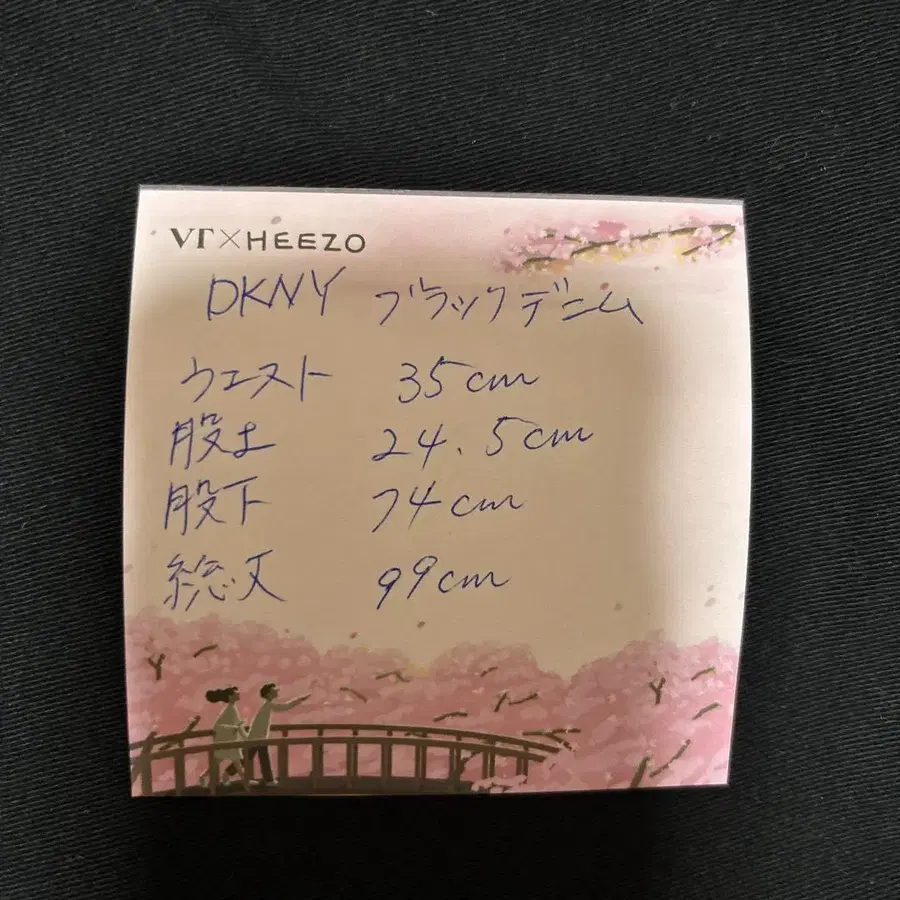 VT×HEEZO
DKNY ブラックデニム
ウエスト 35cm
股上 24.5cm
股下 74cm
総丈 99cm